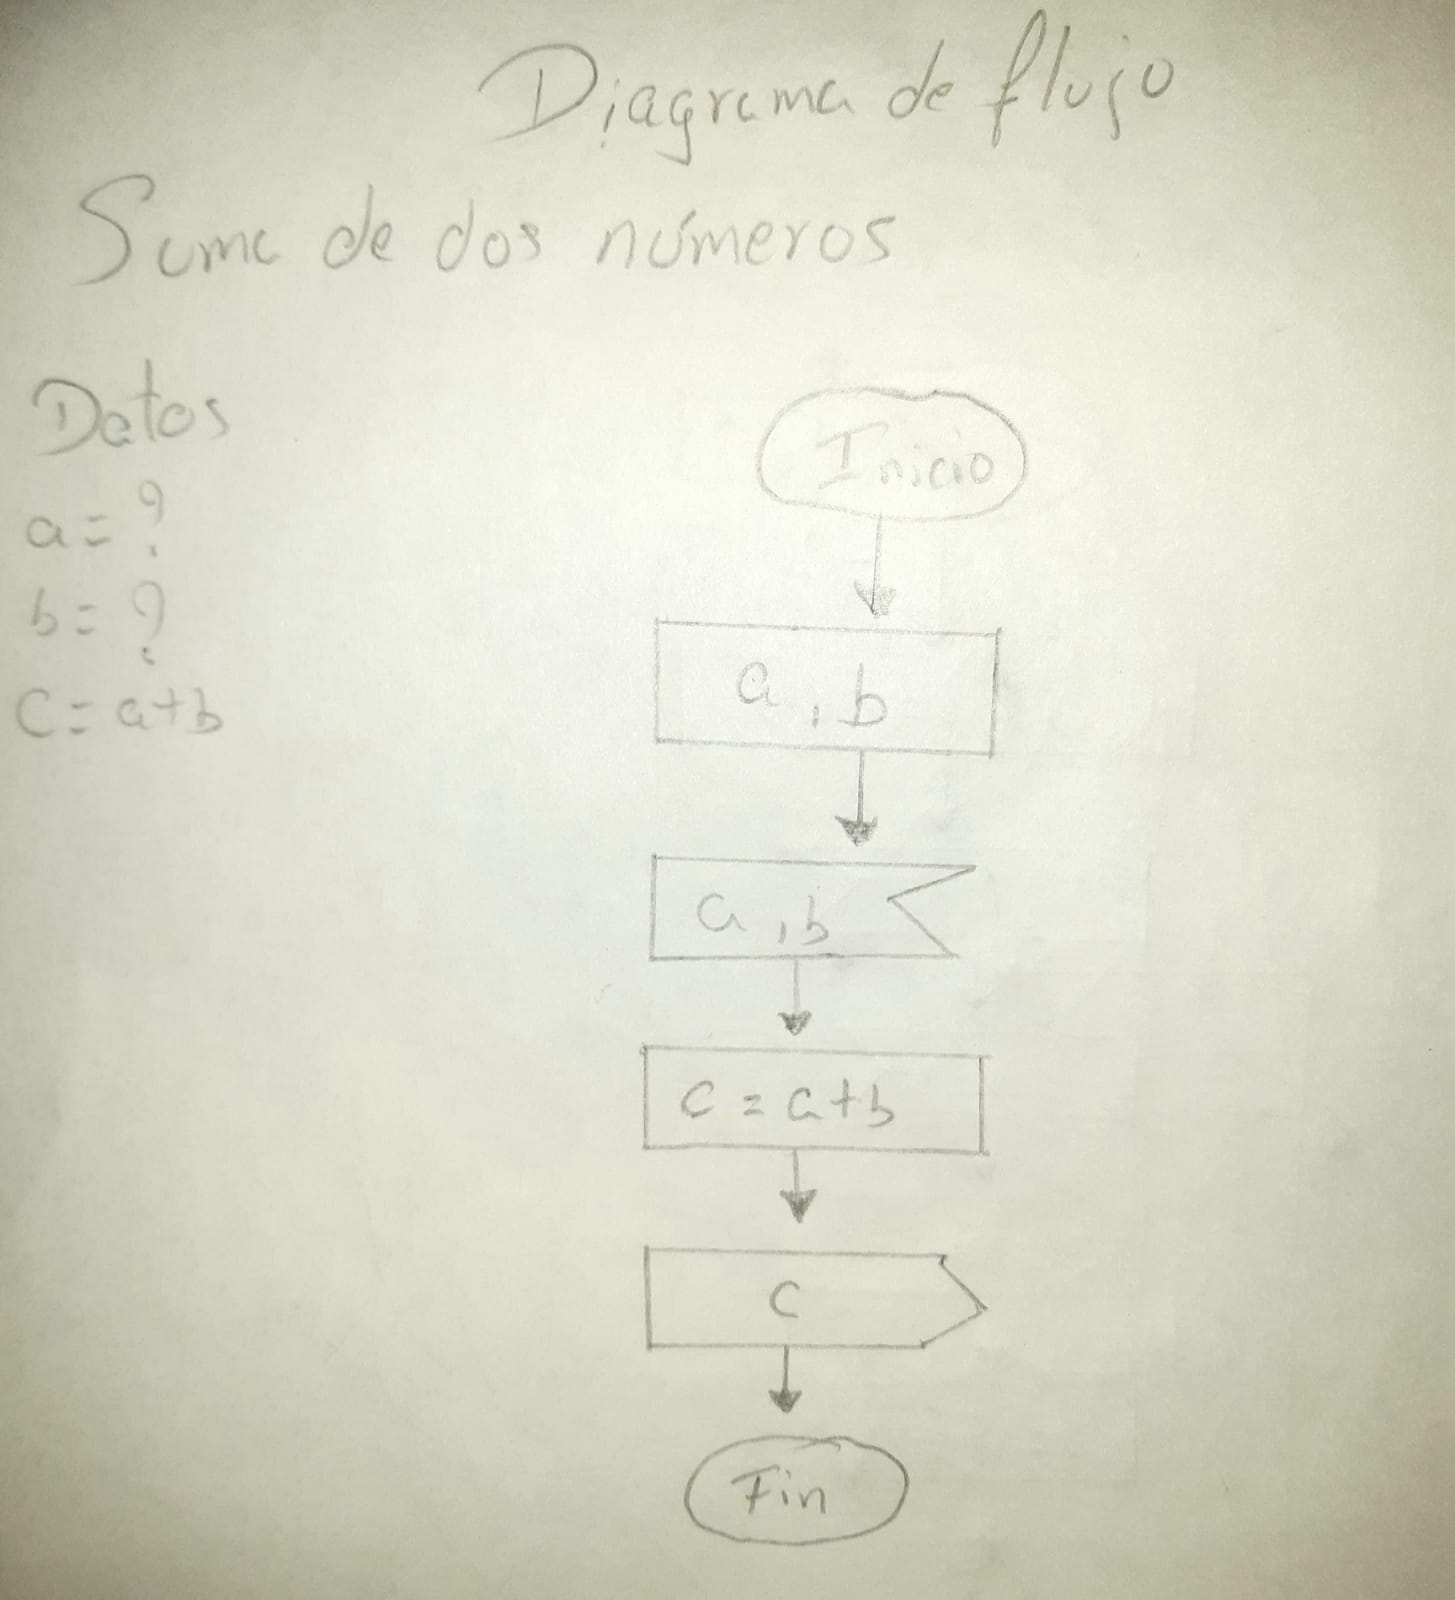 Diagrama de flujo
Suma de dos números
Datos
a = ?
b = ?
C = a+b
Inicio
a, b
a, b
c = a+b
c
Fin